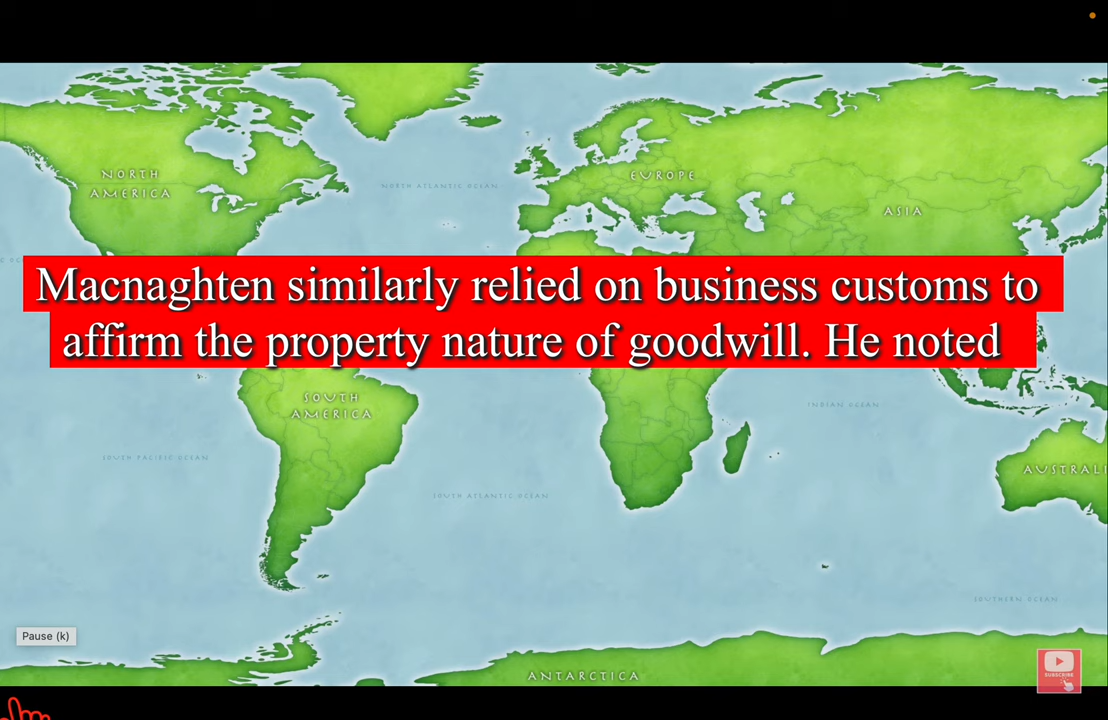 NORTH ATLANTIC OCEAN
NORTH
AMERICA
EUROPE
ASIA
Macnaghten similarly relied on business customs to
affirm the property nature of goodwill. He noted
SOUTH
AMERICA
INDIAN OCEAN
SOUTH PACIFIC OCEAN
AUSTRALI
SOUTH ATLANTIC OCEAN
SOUTHERN OCEAN
Pause (k)
ANTARCTICA
SUBSCRIBE